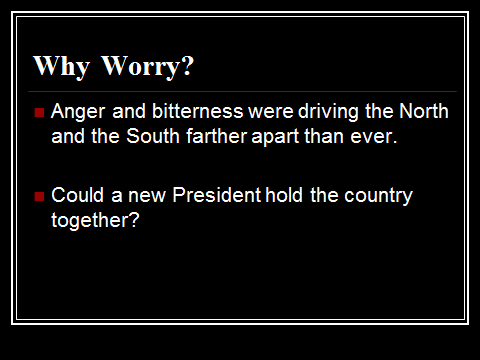 Why Worry?
Anger and bitterness were driving the North
and the South farther apart than ever.
Could a new President hold the country
together?